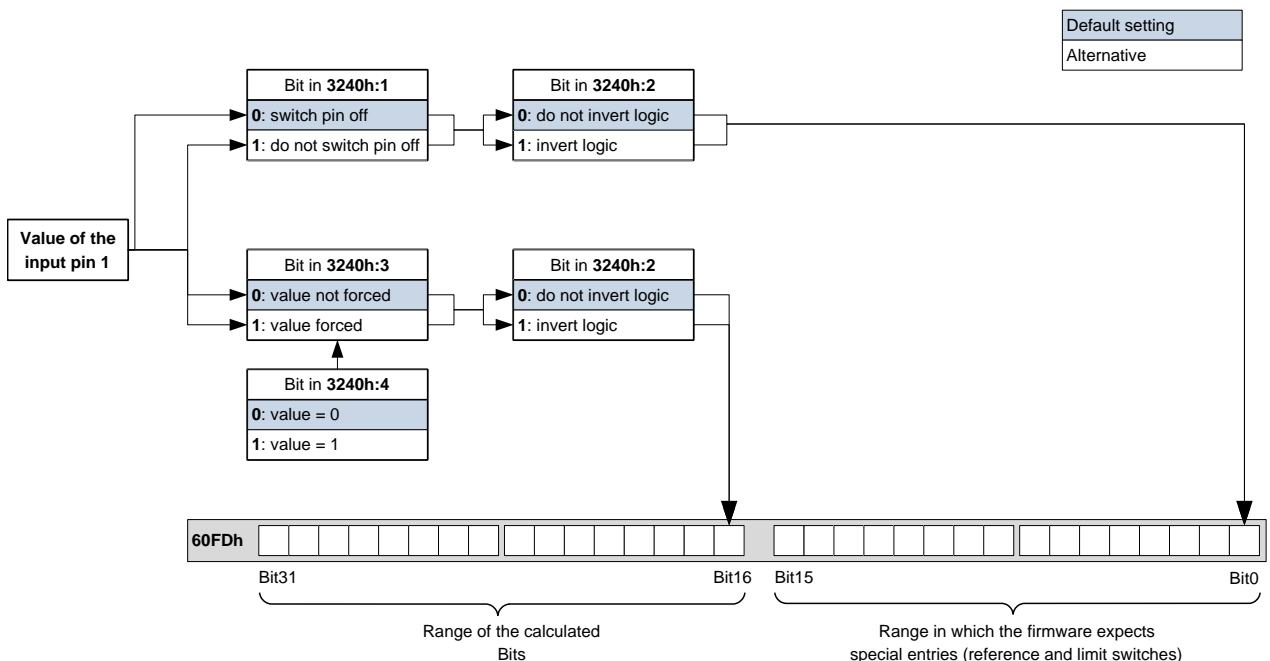 Default setting
Alternative
Bit in 3240h:1
0: switch pin off
1: do not switch pin off
Bit in 3240h:2
0: do not invert logic
1: invert logic
Value of the
input pin 1
Bit in 3240h:3
0: value not forced
1: value forced
Bit in 3240h:2
0: do not invert logic
1: invert logic
Bit in 3240h:4
0: value = 0
1: value = 1
60FDh
Bit31
Bit16
Bit15
Bit0
Range of the calculated
Bits
Range in which the firmware expects
special entries (reference and limit switches)